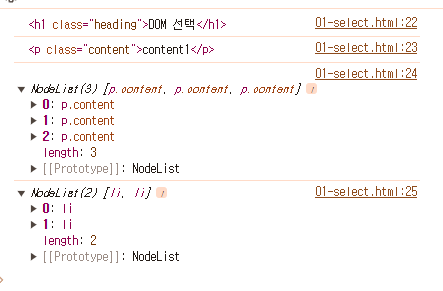 <h1 class="heading">DOM 선택</h1> 01-select.html:22
<p class="content">content1</p> 01-select.html:23
01-select.html:24
▼ NodeList(3) [p.content, p.content, p.content] i
▶ 0: p.content
▶ 1: p.content
▶ 2: p.content
length: 3
▶ [[Prototype]]: NodeList
▼ NodeList(2) [li, li] i 01-select.html:25
▶ 0: li
▶ 1: li
length: 2
▶ [[Prototype]]: NodeList